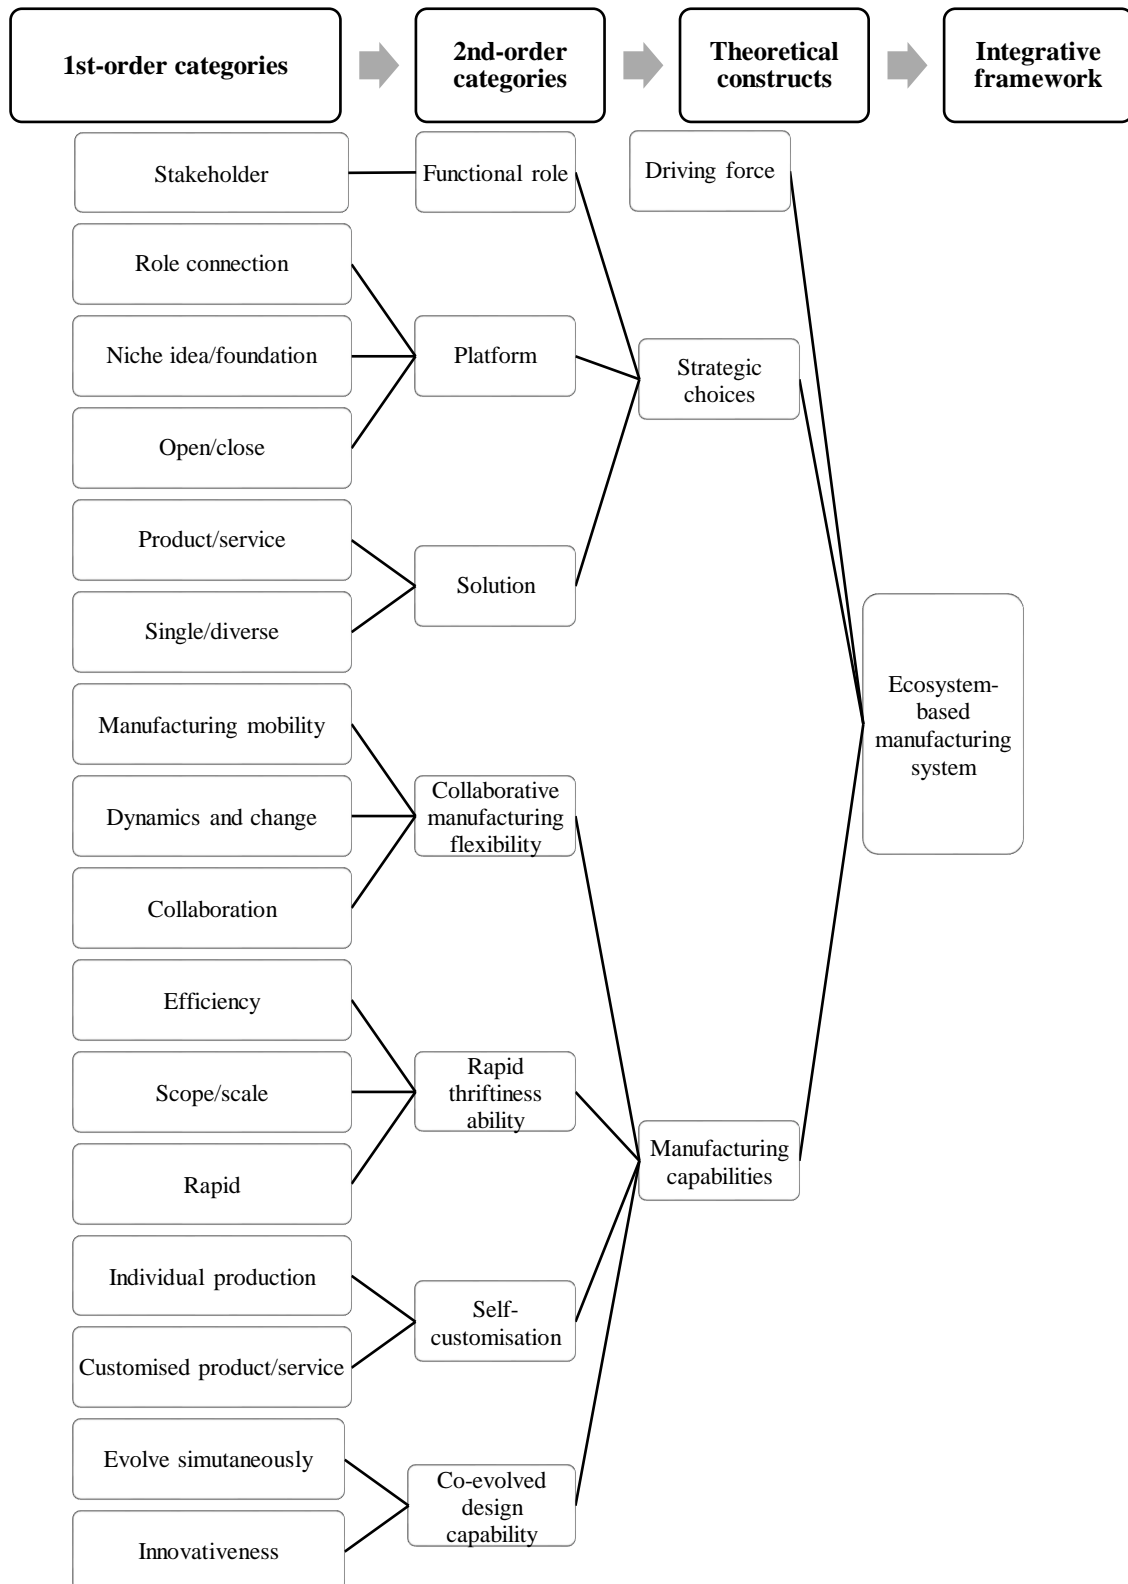 1st-order categories
2nd-order
categories
Theoretical
constructs
Integrative
framework
Stakeholder
Functional role
Driving force
Role connection
Niche idea/foundation
Platform
Strategic
choices
Open/close
Product/service
Solution
Single/diverse
Ecosystem-
based
manufacturing
system
Manufacturing mobility
Dynamics and change
Collaborative
manufacturing
flexibility
Collaboration
Efficiency
Scope/scale
Rapid
thriftiness
ability
Manufacturing
capabilities
Rapid
Individual production
Self-
customisation
Customised product/service
Evolve simutaneously
Co-evolved
design
capability
Innovativeness